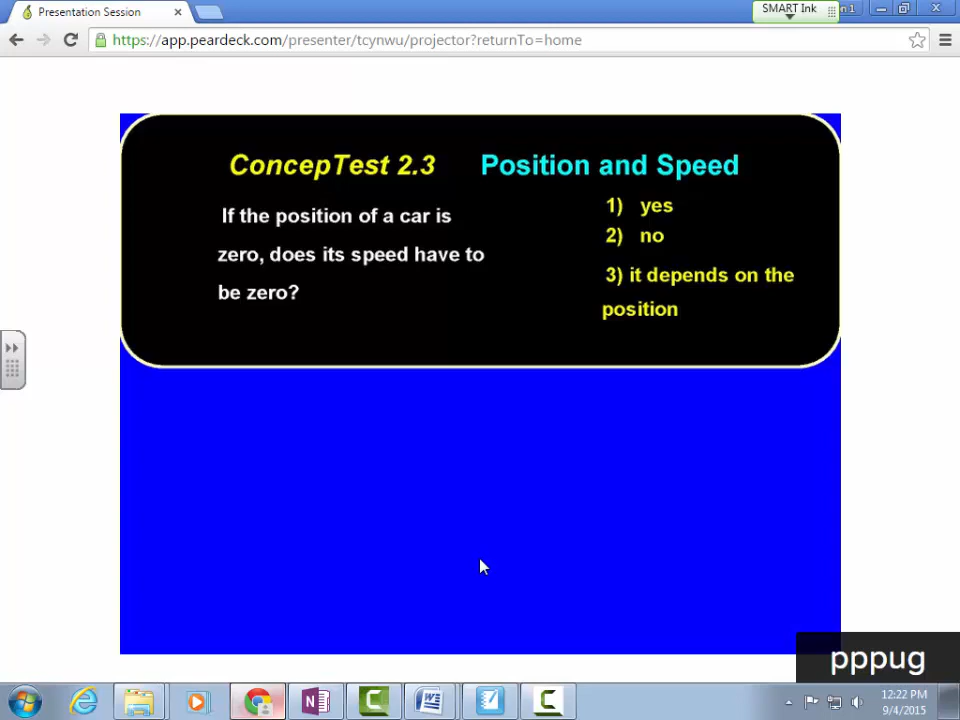 Presentation Session
SMART Ink
https://app.peardeck.com/presenter/tcynwu/projector?returnTo=home
ConcepTest 2.3 Position and Speed
If the position of a car is
zero, does its speed have to
be zero?
1) yes
2) no
3) it depends on the
position
pppug
12:22 PM
9/4/2015